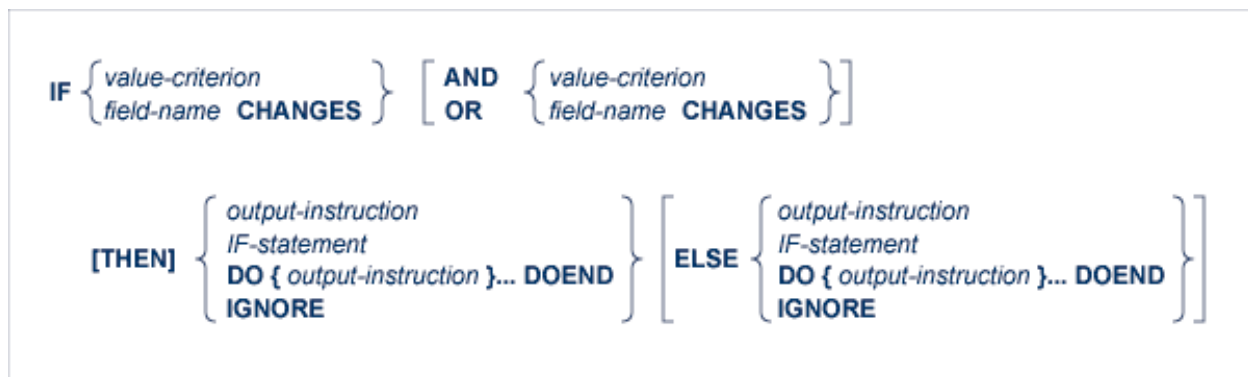 IF { value-criterion } [ AND { value-criterion } ]
field-name CHANGES OR field-name CHANGES
[THEN] { output-instruction } [ ELSE { output-instruction } ]
IF-statement IF-statement
DO { output-instruction }... DOEND DO { output-instruction }... DOEND
IGNORE IGNORE